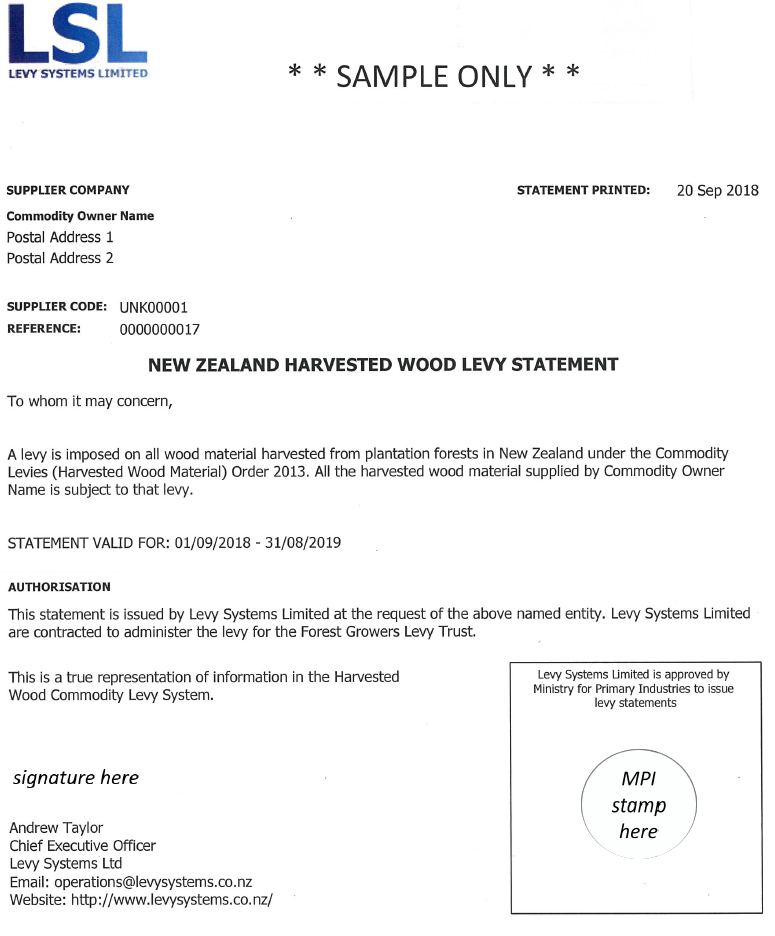 LSL
LEVY SYSTEMS LIMITED
* * SAMPLE ONLY * *
SUPPLIER COMPANY
STATEMENT PRINTED: 20 Sep 2018
Commodity Owner Name
Postal Address 1
Postal Address 2
SUPPLIER CODE: UNK00001
REFERENCE: 0000000017
NEW ZEALAND HARVESTED WOOD LEVY STATEMENT
To whom it may concern,
A levy is imposed on all wood material harvested from plantation forests in New Zealand under the Commodity
Levies (Harvested Wood Material) Order 2013. All the harvested wood material supplied by Commodity Owner
Name is subject to that levy.
STATEMENT VALID FOR: 01/09/2018 - 31/08/2019
AUTHORISATION
This statement is issued by Levy Systems Limited at the request of the above named entity. Levy Systems Limited
are contracted to administer the levy for the Forest Growers Levy Trust.
This is a true representation of information in the Harvested
Wood Commodity Levy System.
signature here
Andrew Taylor
Chief Executive Officer
Levy Systems Ltd
Email: operations@levysystems.co.nz
Website: http://www.levysystems.co.nz/
Levy Systems Limited is approved by
Ministry for Primary Industries to issue
levy statements
MPI
stamp
here